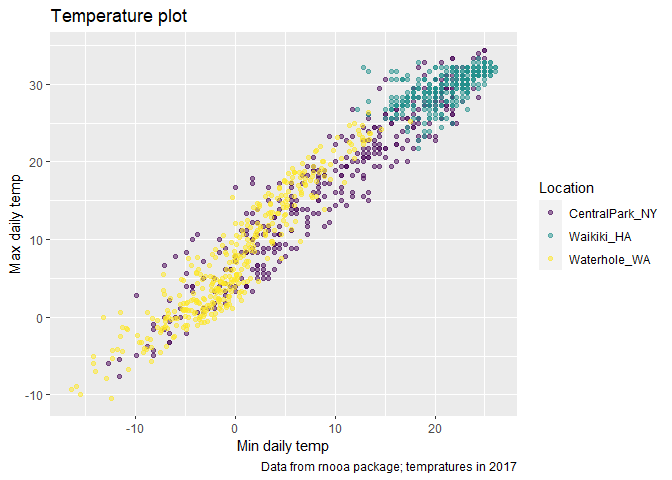 Temperature plot
30
20
10
0
-10
Max daily temp
-10
0
10
20
Min daily temp
Location
CentralPark_NY
Waikiki_HA
Waterhole_WA
Data from rnooa package; tempratures in 2017